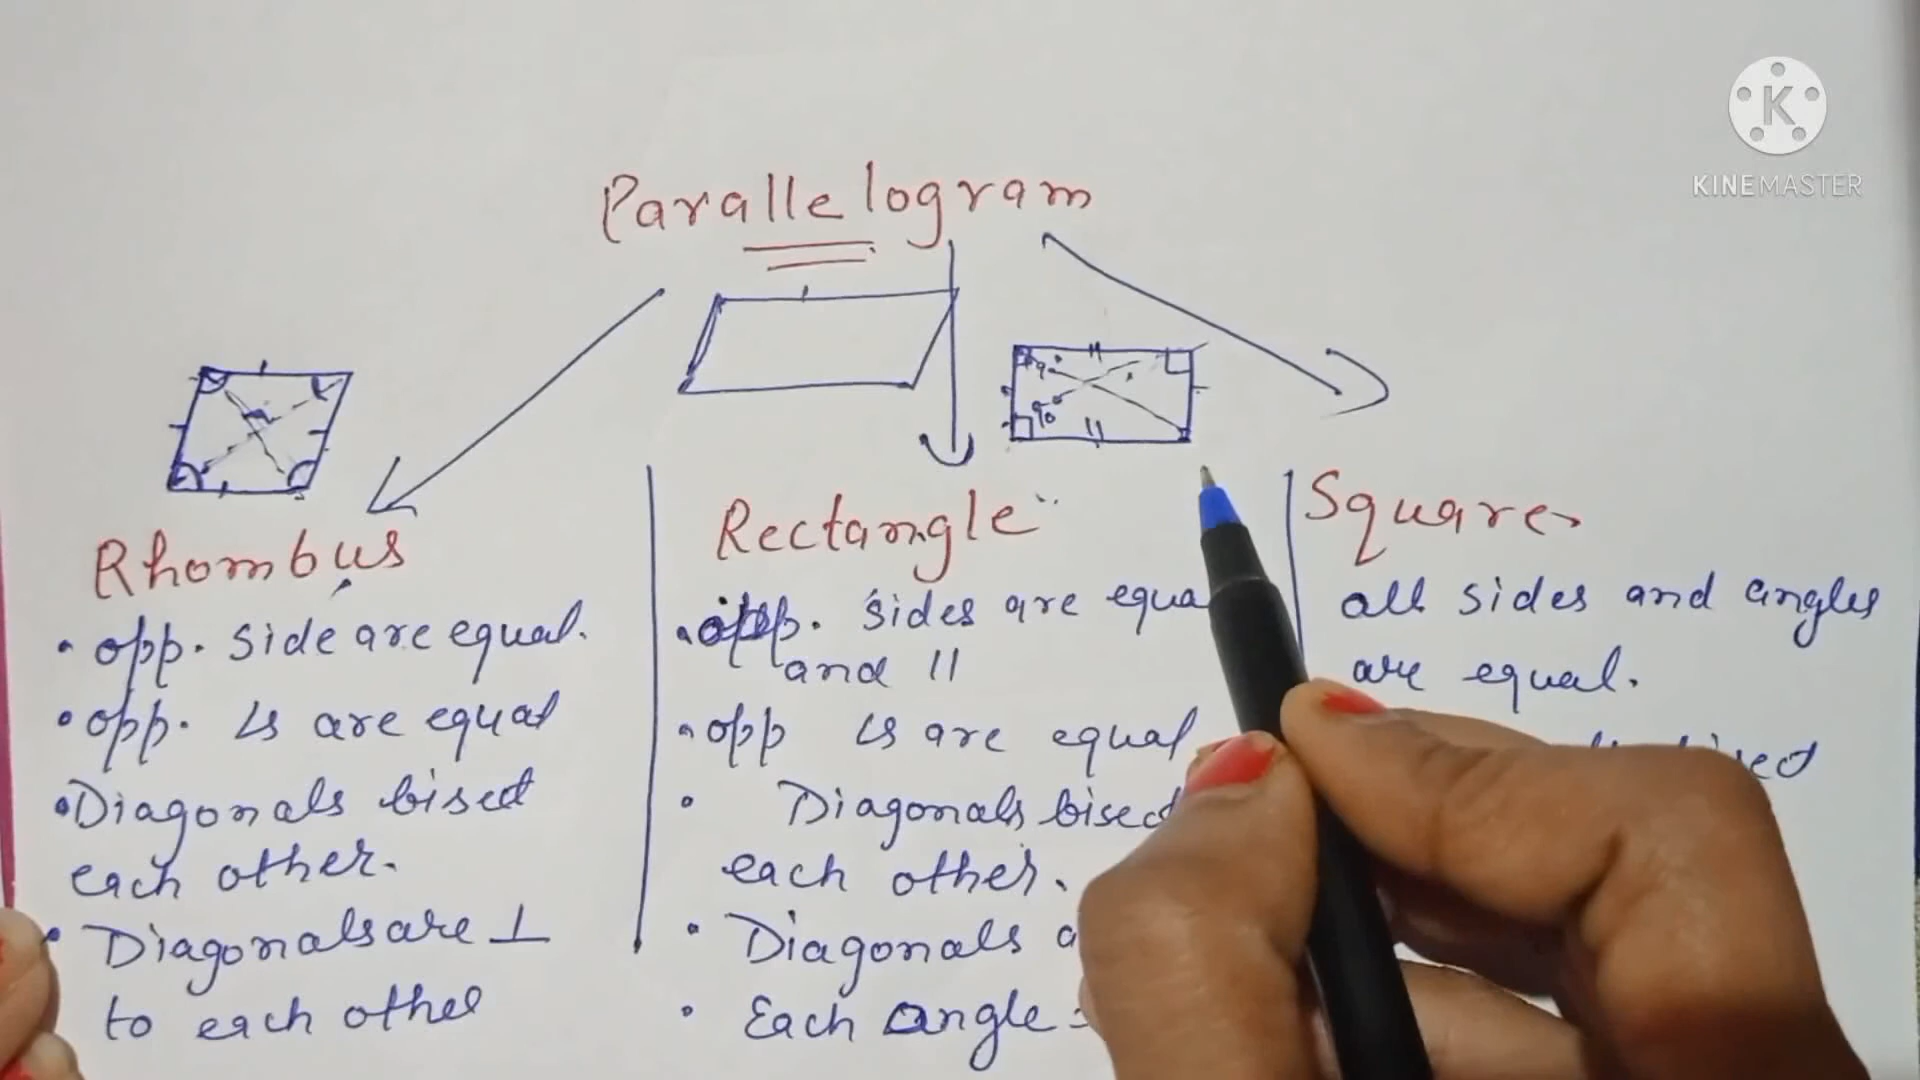 KINEMASTER
Parallelogram
90
Rhombus
• opp. side are equal.
• opp. ∠s are equal
• Diagonals bisect
each other.
• Diagonals are ⊥
to each other
Rectangle
• opp. sides are equa
and ||
• opp ∠s are equal
• Diagonals bisect
each other.
• Diagonals
• Each angle =
Square
all sides and angles
are equal.